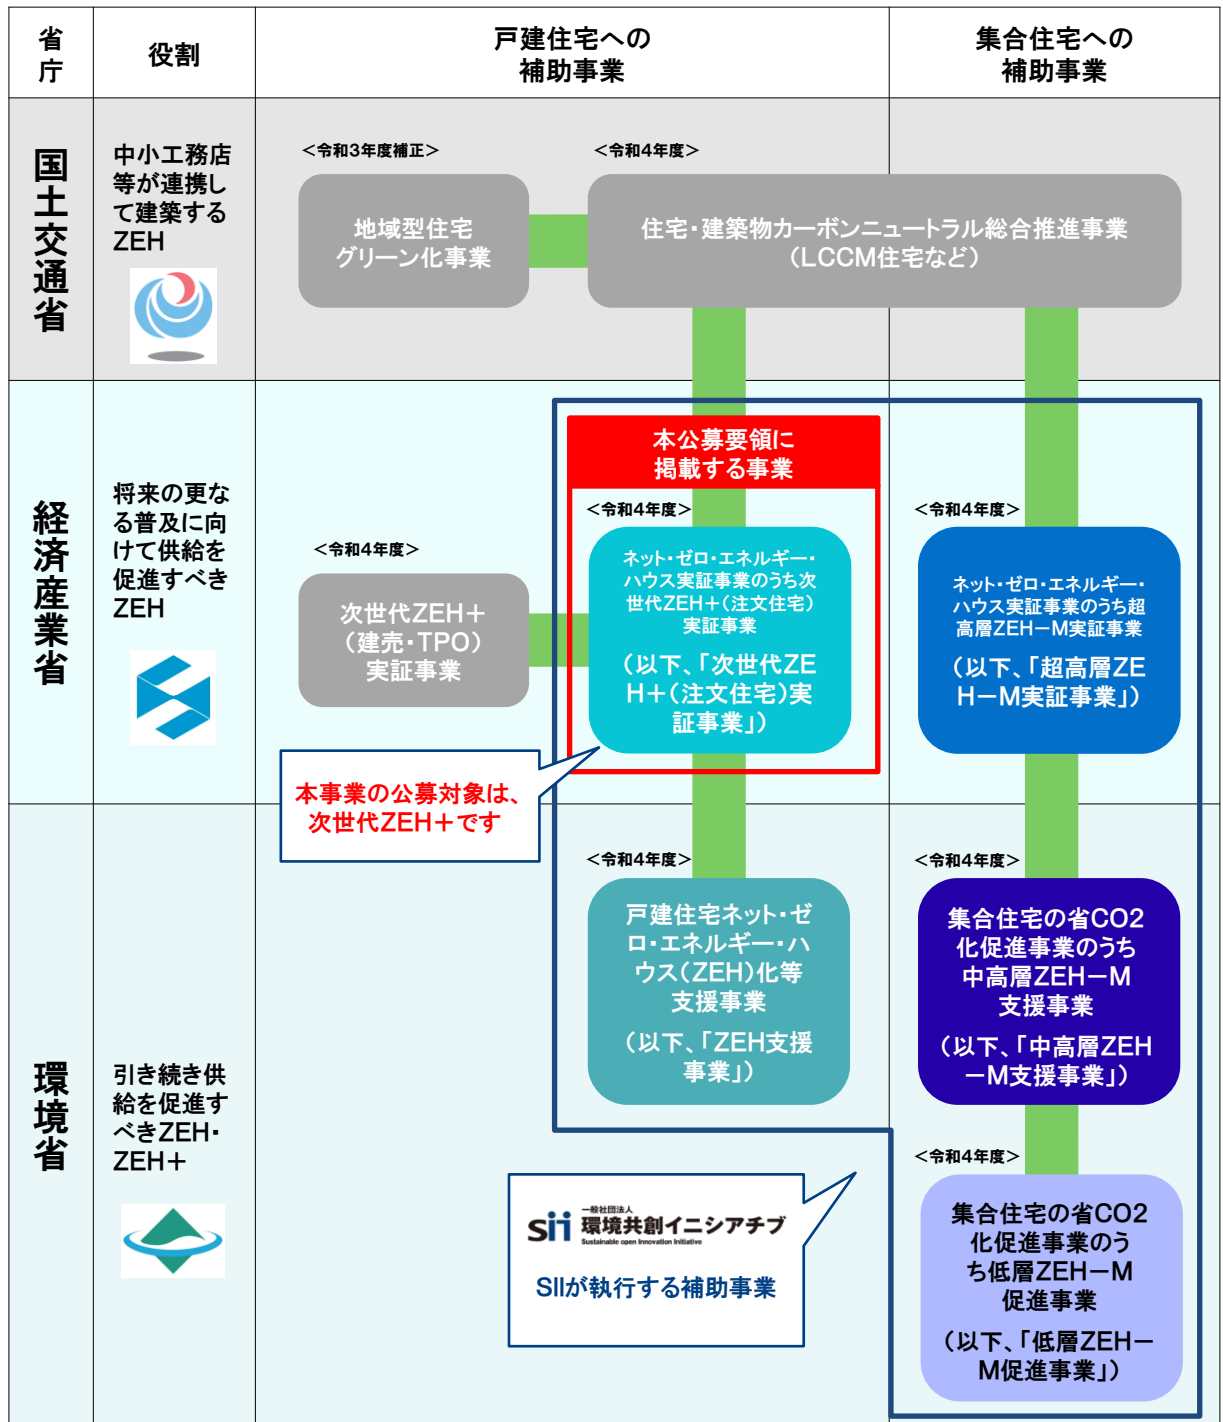 省
庁
役割
戸建住宅への
補助事業
集合住宅への
補助事業
国土交通省
中小工務店
等が連携し
て建築する
ZEH
<令和3年度補正>
地域型住宅
グリーン化事業
<令和4年度>
住宅・建築物カーボンニュートラル総合推進事業
(LCCM住宅など)
経済産業省
将来の更な
る普及に向
けて供給を
促進すべき
ZEH
<令和4年度>
次世代ZEH+
(建売・TPO)
実証事業
本公募要領に
掲載する事業
<令和4年度>
ネット・ゼロ・エネルギー・
ハウス実証事業のうち次
世代ZEH+(注文住宅)
実証事業
(以下、「次世代ZE
H+(注文住宅)実
証事業」)
<令和4年度>
ネット・ゼロ・エネルギー・
ハウス実証事業のうち超
高層ZEH-M実証事業
(以下、「超高層ZE
H-M実証事業」)
本事業の公募対象は、
次世代ZEH+です
環境省
引き続き供
給を促進す
べきZEH・
ZEH+
<令和4年度>
戸建住宅ネット・ゼ
ロ・エネルギー・ハ
ウス(ZEH)化等
支援事業
(以下、「ZEH支援
事業」)
<令和4年度>
集合住宅の省CO2
化促進事業のうち
中高層ZEH-M
支援事業
(以下、「中高層ZEH
-M支援事業」)
<令和4年度>
集合住宅の省CO2
化促進事業のう
ち低層ZEH-M
促進事業
(以下、「低層ZEH-
M促進事業」)
一般社団法人
sii 環境共創イニシアチブ
Sustainable open Innovation Initiative
SIIが執行する補助事業